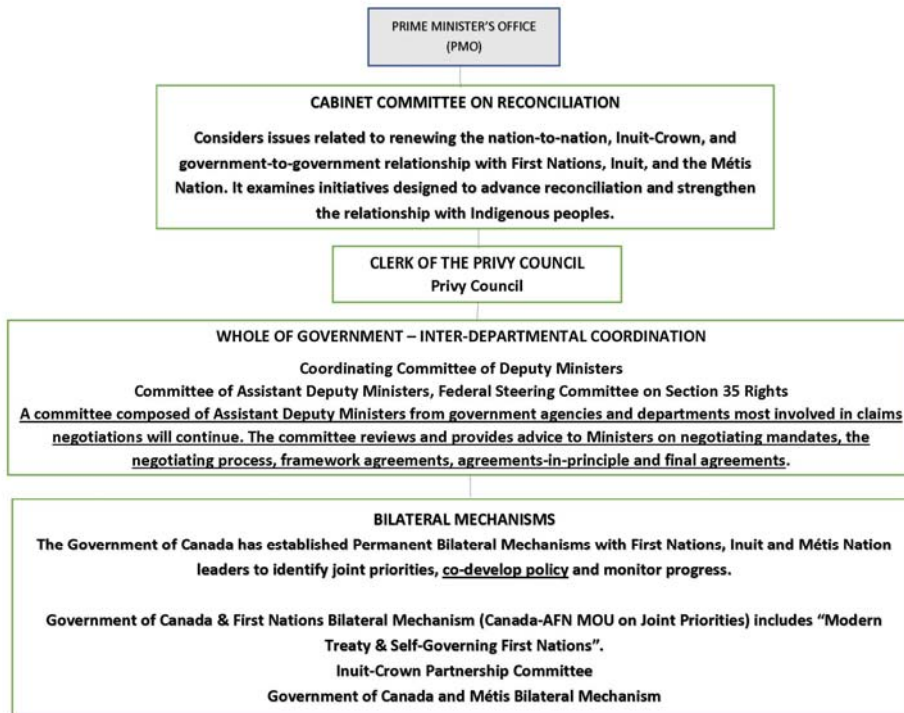 PRIME MINISTER'S OFFICE
(PMO)
CABINET COMMITTEE ON RECONCILIATION
Considers issues related to renewing the nation-to-nation, Inuit-Crown, and
government-to-government relationship with First Nations, Inuit, and the Métis
Nation. It examines initiatives designed to advance reconciliation and strengthen
the relationship with Indigenous peoples.
CLERK OF THE PRIVY COUNCIL
Privy Council
WHOLE OF GOVERNMENT – INTER-DEPARTMENTAL COORDINATION
Coordinating Committee of Deputy Ministers
Committee of Assistant Deputy Ministers, Federal Steering Committee on Section 35 Rights
A committee composed of Assistant Deputy Ministers from government agencies and departments most involved in claims
negotiations will continue. The committee reviews and provides advice to Ministers on negotiating mandates, the
negotiating process, framework agreements, agreements-in-principle and final agreements.
BILATERAL MECHANISMS
The Government of Canada has established Permanent Bilateral Mechanisms with First Nations, Inuit and Métis Nation
leaders to identify joint priorities, co-develop policy and monitor progress.
Government of Canada & First Nations Bilateral Mechanism (Canada-AFN MOU on Joint Priorities) includes “Modern
Treaty & Self-Governing First Nations”.
Inuit-Crown Partnership Committee
Government of Canada and Métis Bilateral Mechanism